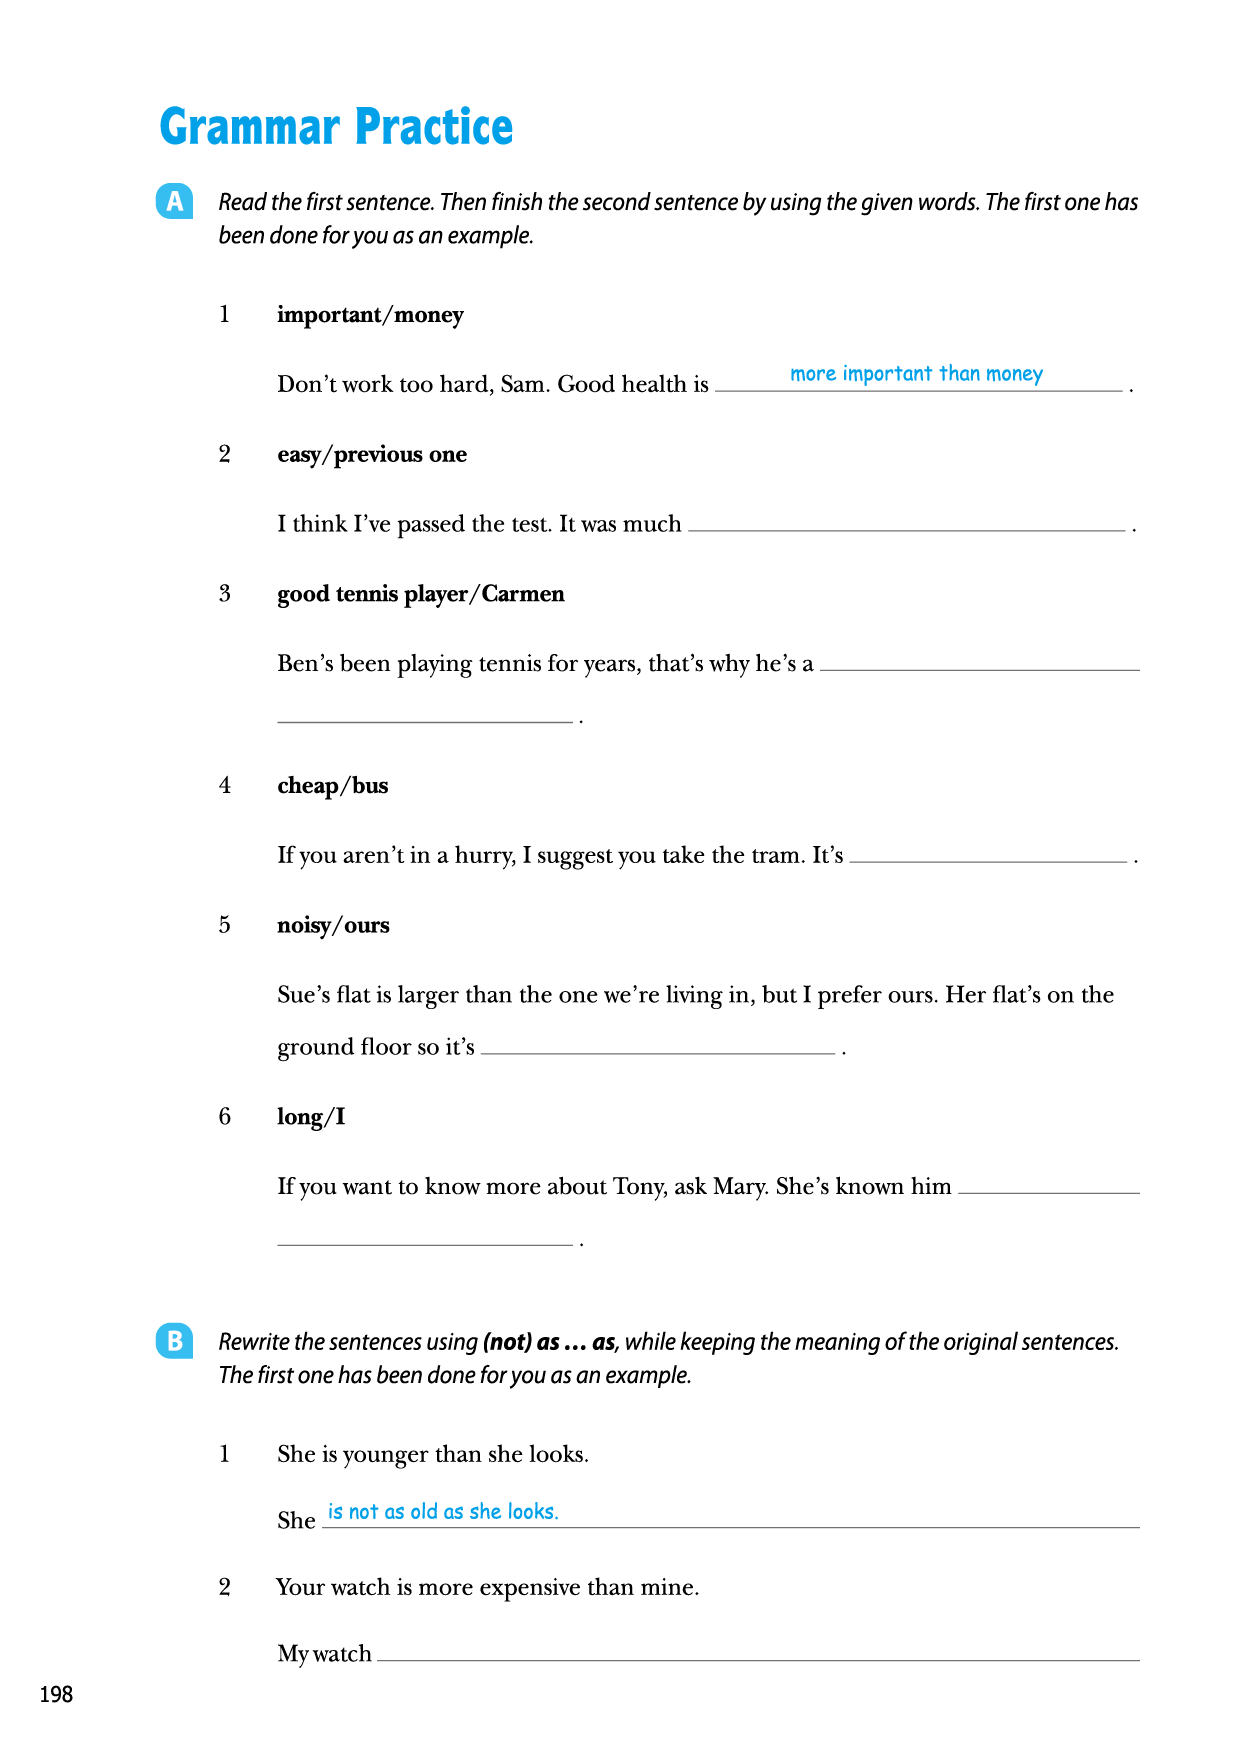 Grammar Practice
A Read the first sentence. Then finish the second sentence by using the given words. The first one has
been done for you as an example.
1 important/money
Don’t work too hard, Sam. Good health is more important than money .
2 easy/previous one
I think I’ve passed the test. It was much .
3 good tennis player/Carmen
Ben’s been playing tennis for years, that’s why he’s a
.
4 cheap/bus
If you aren’t in a hurry, I suggest you take the tram. It’s .
5 noisy/ours
Sue’s flat is larger than the one we’re living in, but I prefer ours. Her flat’s on the
ground floor so it’s .
6 long/I
If you want to know more about Tony, ask Mary. She’s known him
.
B Rewrite the sentences using (not) as … as, while keeping the meaning of the original sentences.
The first one has been done for you as an example.
1 She is younger than she looks.
She is not as old as she looks.
2 Your watch is more expensive than mine.
My watch
198